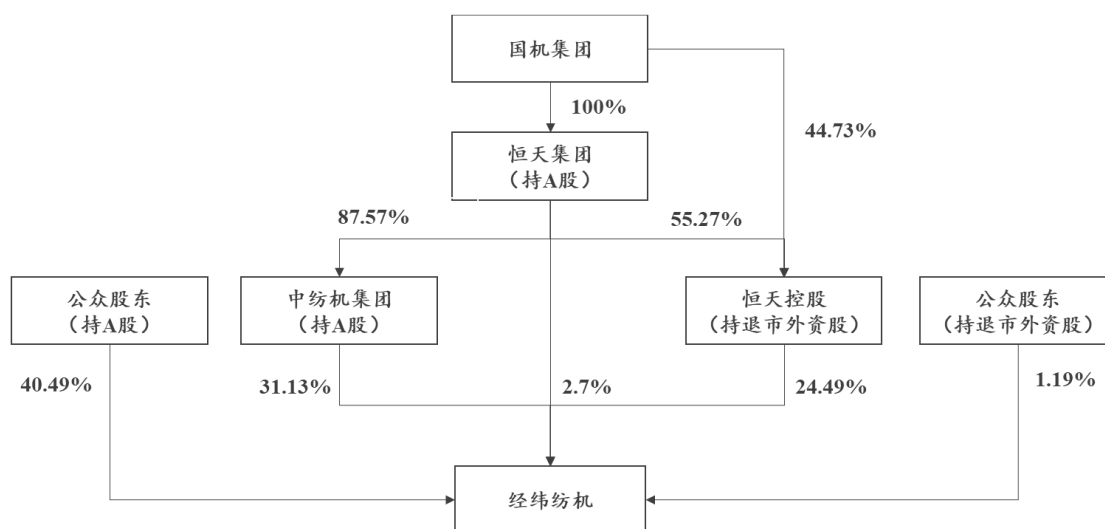 国机集团
100%
44.73%
恒天集团
（持A股）
87.57%
55.27%
公众股东
（持A股）
中纺机集团
（持A股）
恒天控股
（持退市外资股）
公众股东
（持退市外资股）
40.49%
31.13%
2.7%
24.49%
1.19%
经纬纺机